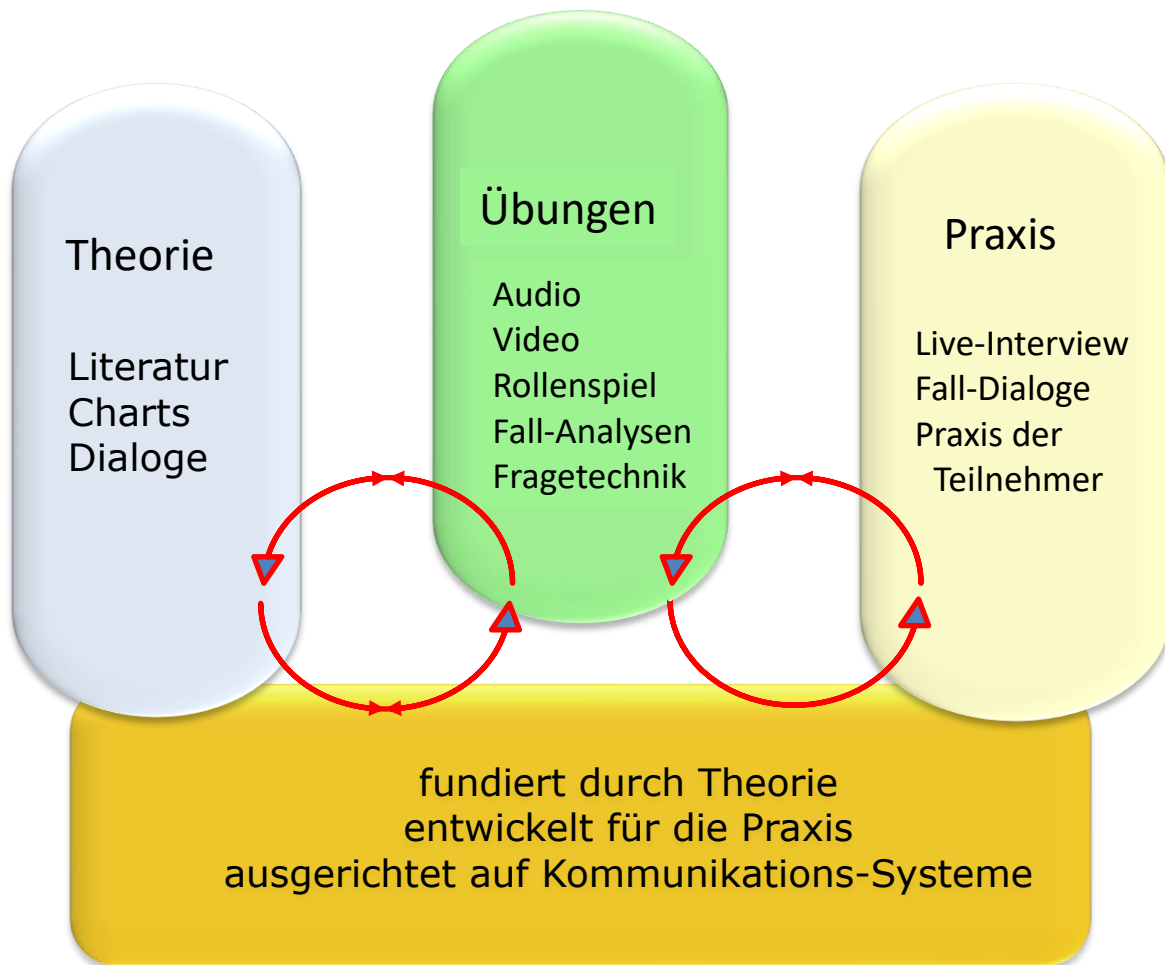 Theorie
Literatur
Charts
Dialoge
Übungen
Audio
Video
Rollenspiel
Fall-Analysen
Fragetechnik
Praxis
Live-Interview
Fall-Dialoge
Praxis der
Teilnehmer
fundiert durch Theorie
entwickelt für die Praxis
ausgerichtet auf Kommunikations-Systeme